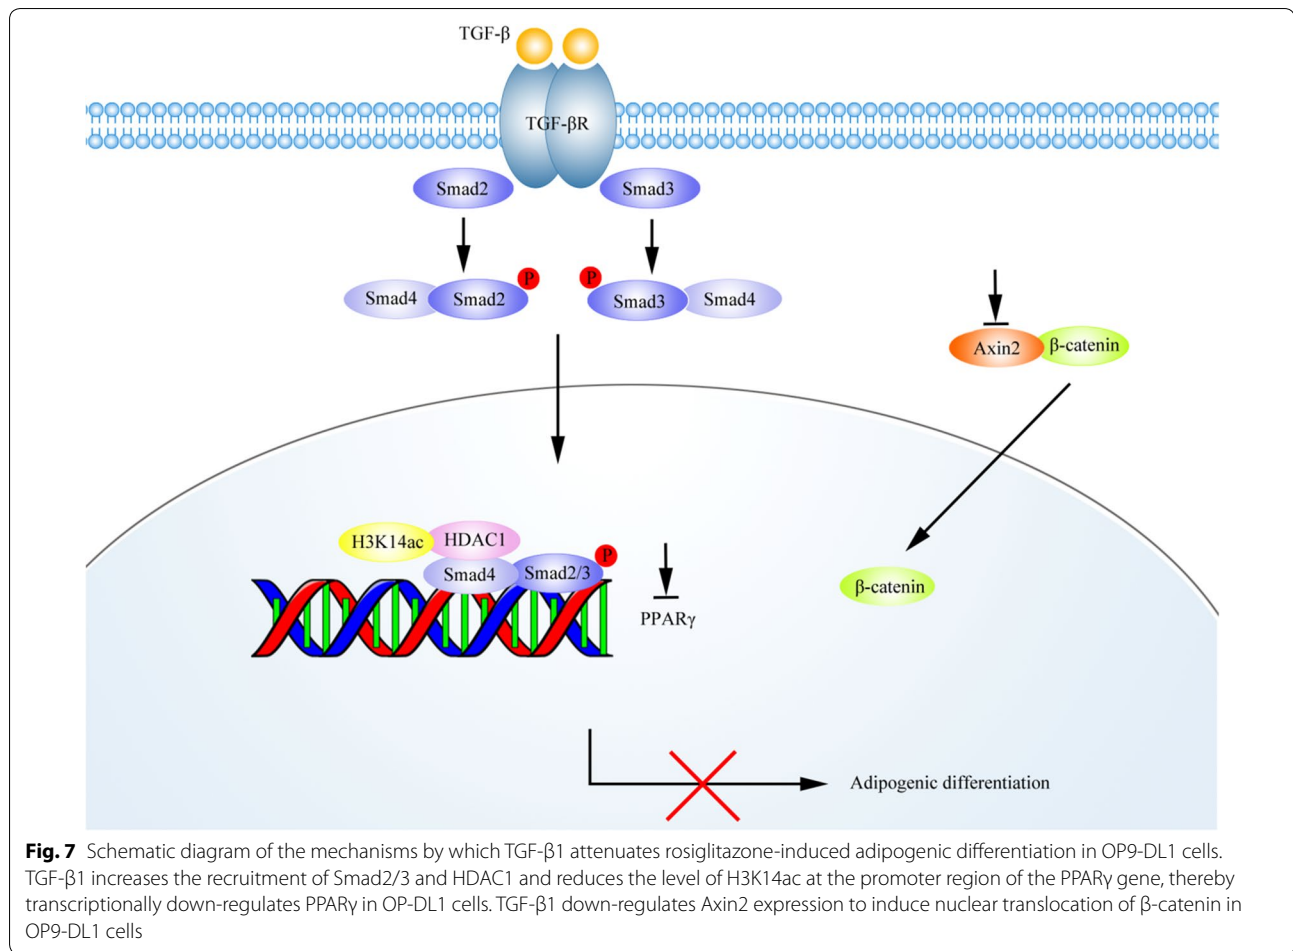 TGF-β
TGF-βR
Smad2
Smad3
P
P
Smad4
Smad2
Smad3
Smad4
Axin2
β-catenin
H3K14ac
HDAC1
P
Smad4
Smad2/3
β-catenin
PPARγ
Adipogenic differentiation
Fig. 7 Schematic diagram of the mechanisms by which TGF-β1 attenuates rosiglitazone-induced adipogenic differentiation in OP9-DL1 cells.
TGF-β1 increases the recruitment of Smad2/3 and HDAC1 and reduces the level of H3K14ac at the promoter region of the PPARγ gene, thereby
transcriptionally down-regulates PPARγ in OP-DL1 cells. TGF-β1 down-regulates Axin2 expression to induce nuclear translocation of β-catenin in
OP9-DL1 cells